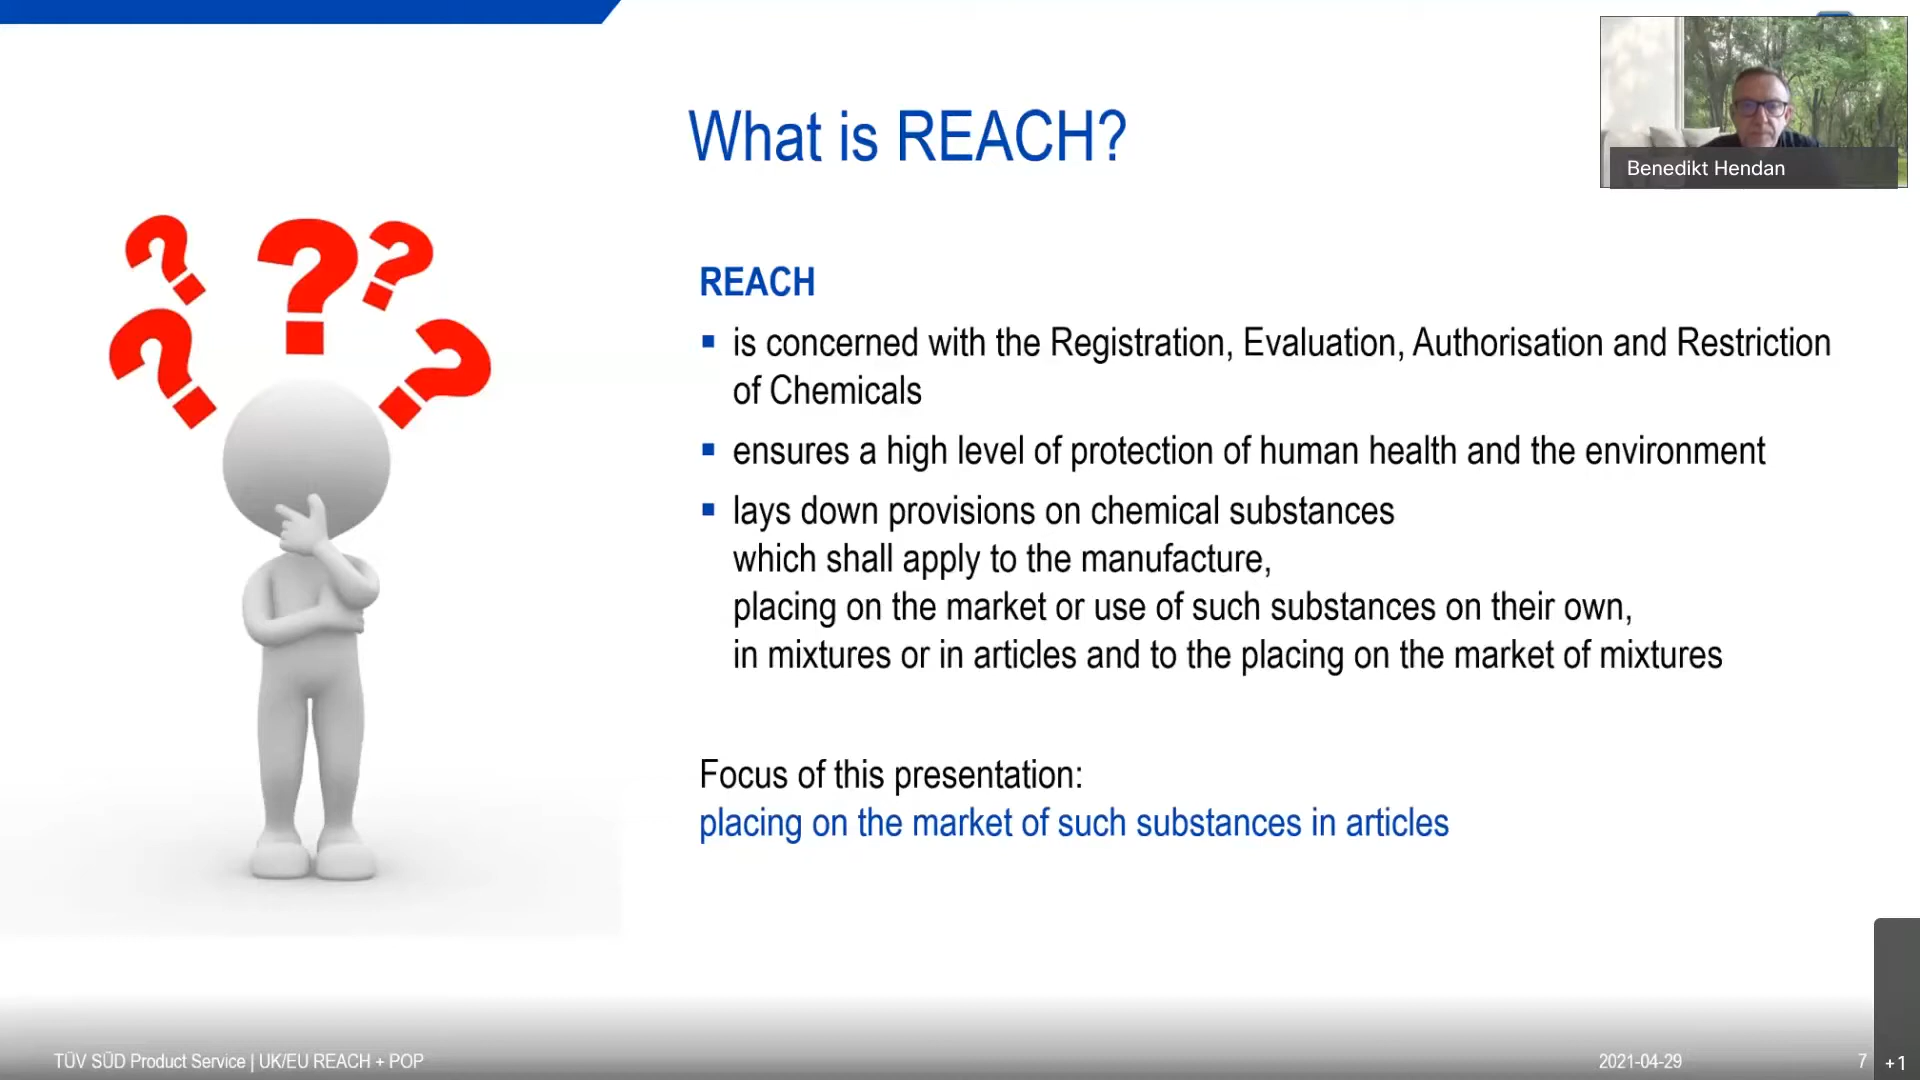 What is REACH?
Benedikt Hendan
? ? ? ? ?
REACH
▪ is concerned with the Registration, Evaluation, Authorisation and Restriction
of Chemicals
▪ ensures a high level of protection of human health and the environment
▪ lays down provisions on chemical substances
which shall apply to the manufacture,
placing on the market or use of such substances on their own,
in mixtures or in articles and to the placing on the market of mixtures
Focus of this presentation:
placing on the market of such substances in articles
TÜV SÜD Product Service | UK/EU REACH + POP
2021-04-29
7
+1